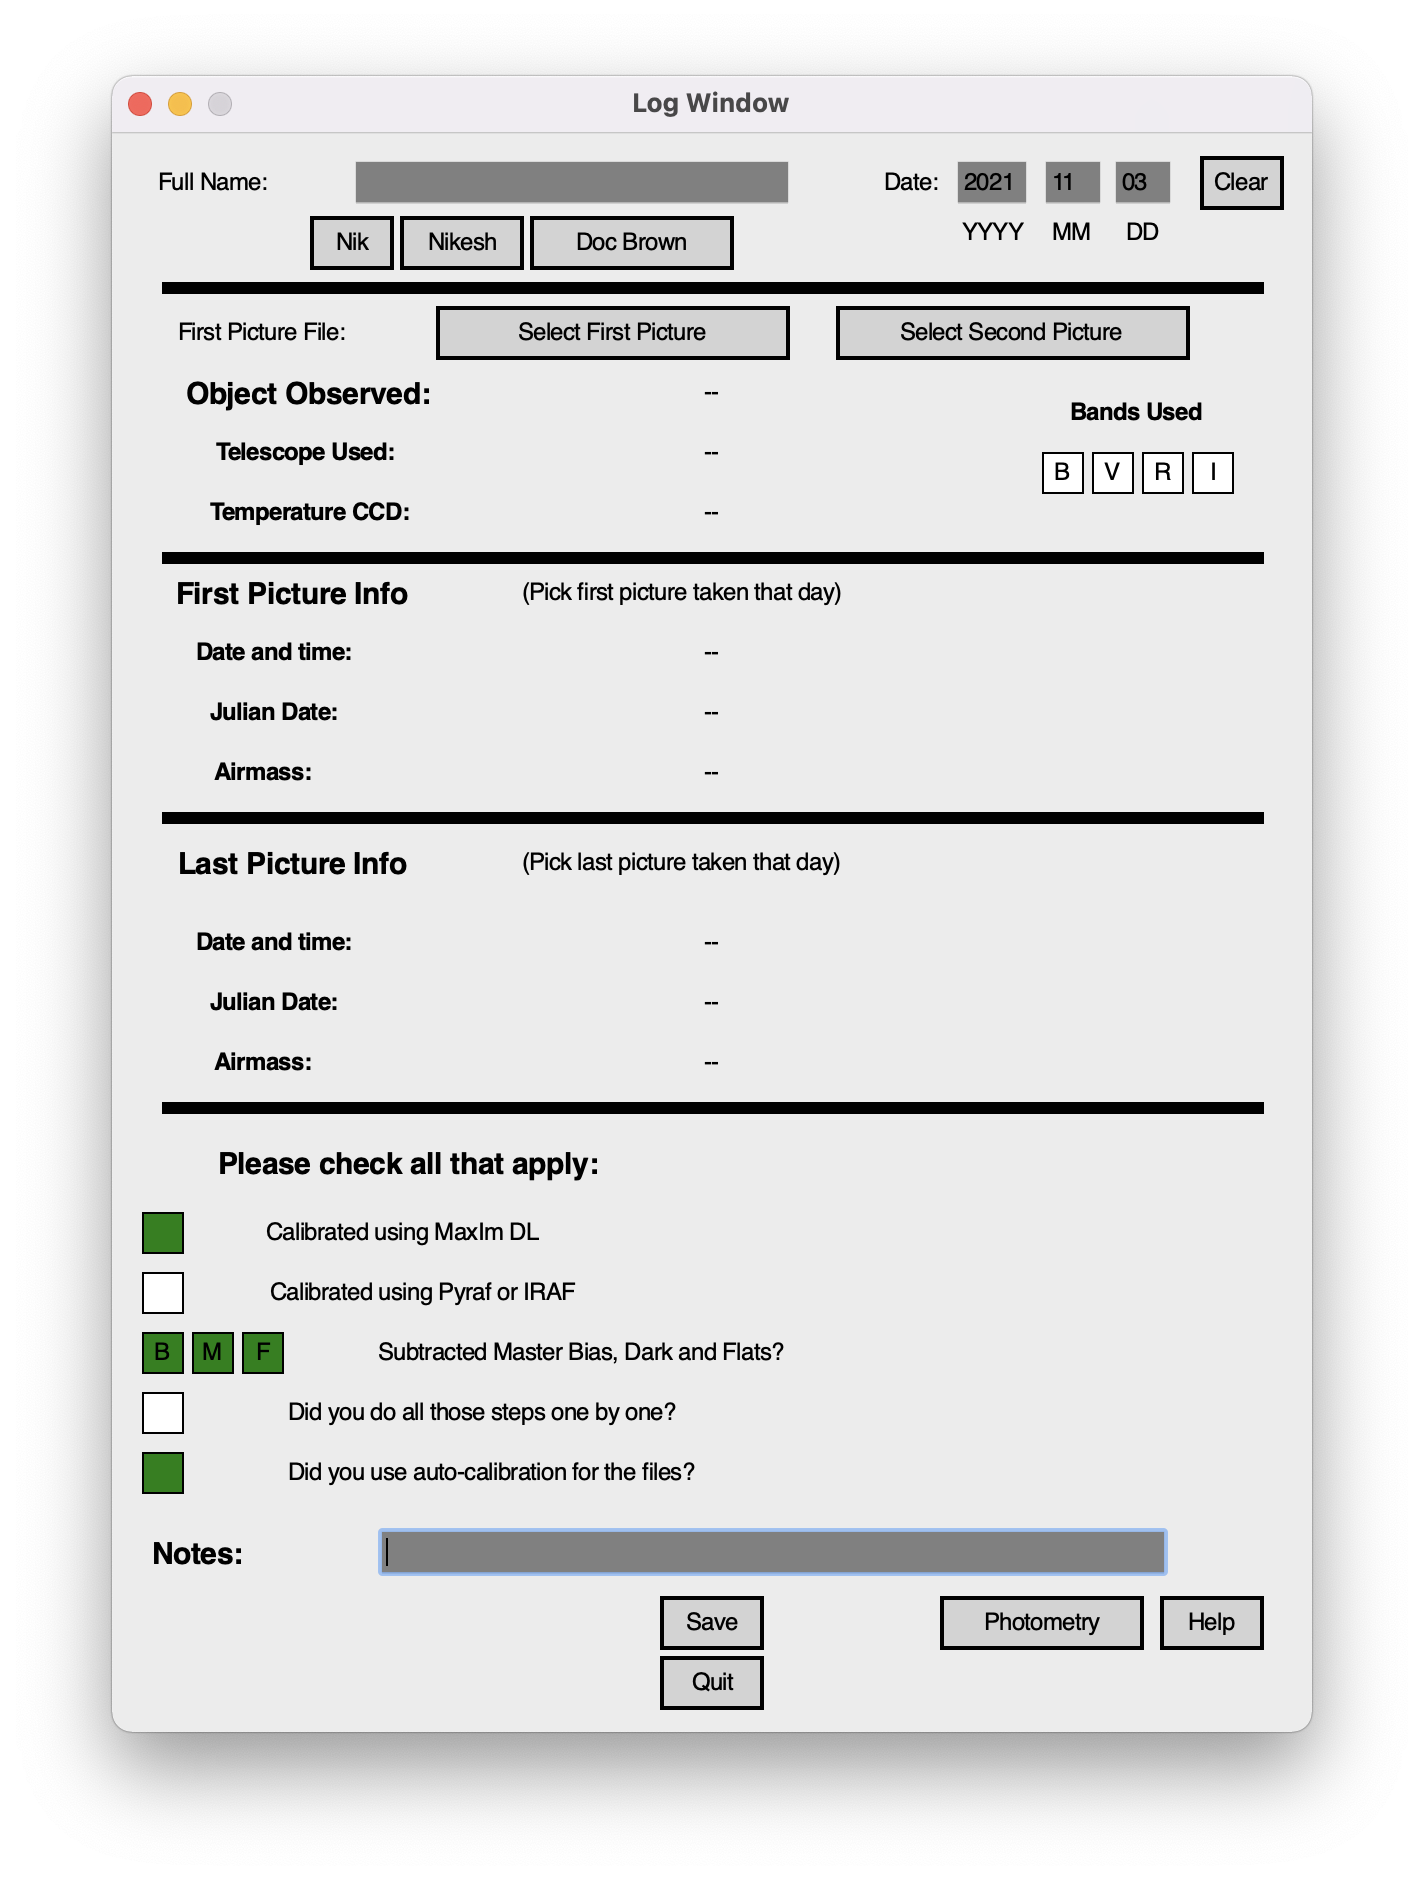 Log Window
Full Name: Date: 2021 11 03 Clear
Nik Nikesh Doc Brown YYYY MM DD
First Picture File: Select First Picture Select Second Picture
Object Observed: --
Bands Used
Telescope Used: --
B V R I
Temperature CCD: --
First Picture Info (Pick first picture taken that day)
Date and time: --
Julian Date: --
Airmass: --
Last Picture Info (Pick last picture taken that day)
Date and time: --
Julian Date: --
Airmass: --
Please check all that apply:
Calibrated using MaxIm DL
Calibrated using Pyraf or IRAF
B M F Subtracted Master Bias, Dark and Flats?
Did you do all those steps one by one?
Did you use auto-calibration for the files?
Notes:
Save Photometry Help
Quit